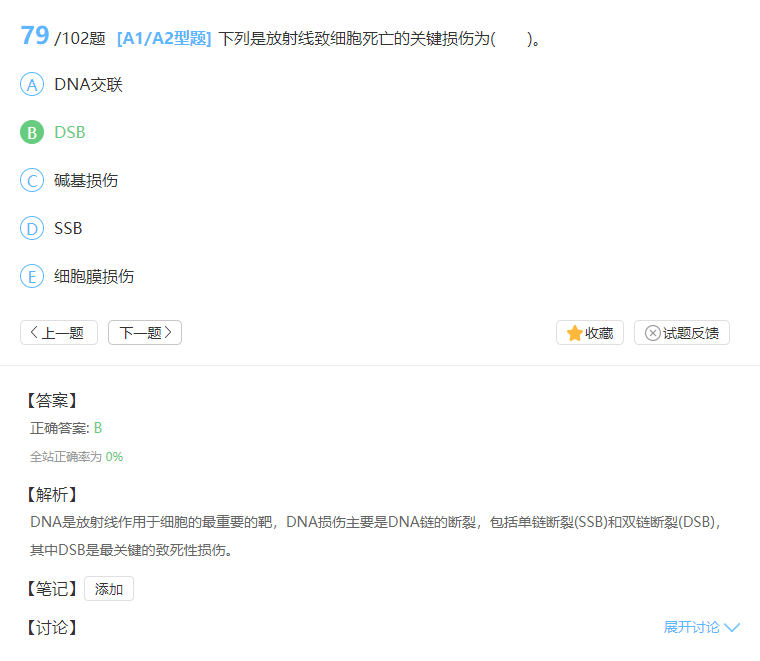 79 /102题 [A1/A2型题] 下列是放射线致细胞死亡的关键损伤为(　　)。
A DNA交联
B DSB
C 碱基损伤
D SSB
E 细胞膜损伤
上一题 下一题 收藏 试题反馈
【答案】
正确答案: B
全站正确率为 0%
【解析】
DNA是放射线作用于细胞的最重要的靶，DNA损伤主要是DNA链的断裂，包括单链断裂(SSB)和双链断裂(DSB)，
其中DSB是最关键的致死性损伤。
【笔记】 添加
【讨论】 展开讨论